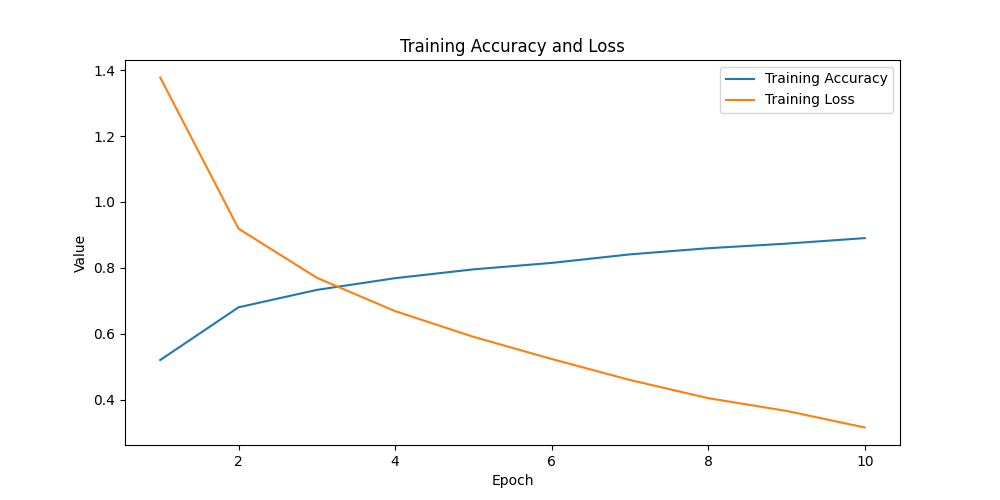 Training Accuracy and Loss
Training Accuracy
Training Loss
1.4
1.2
1.0
0.8
0.6
0.4
Value
2 4 6 8 10
Epoch